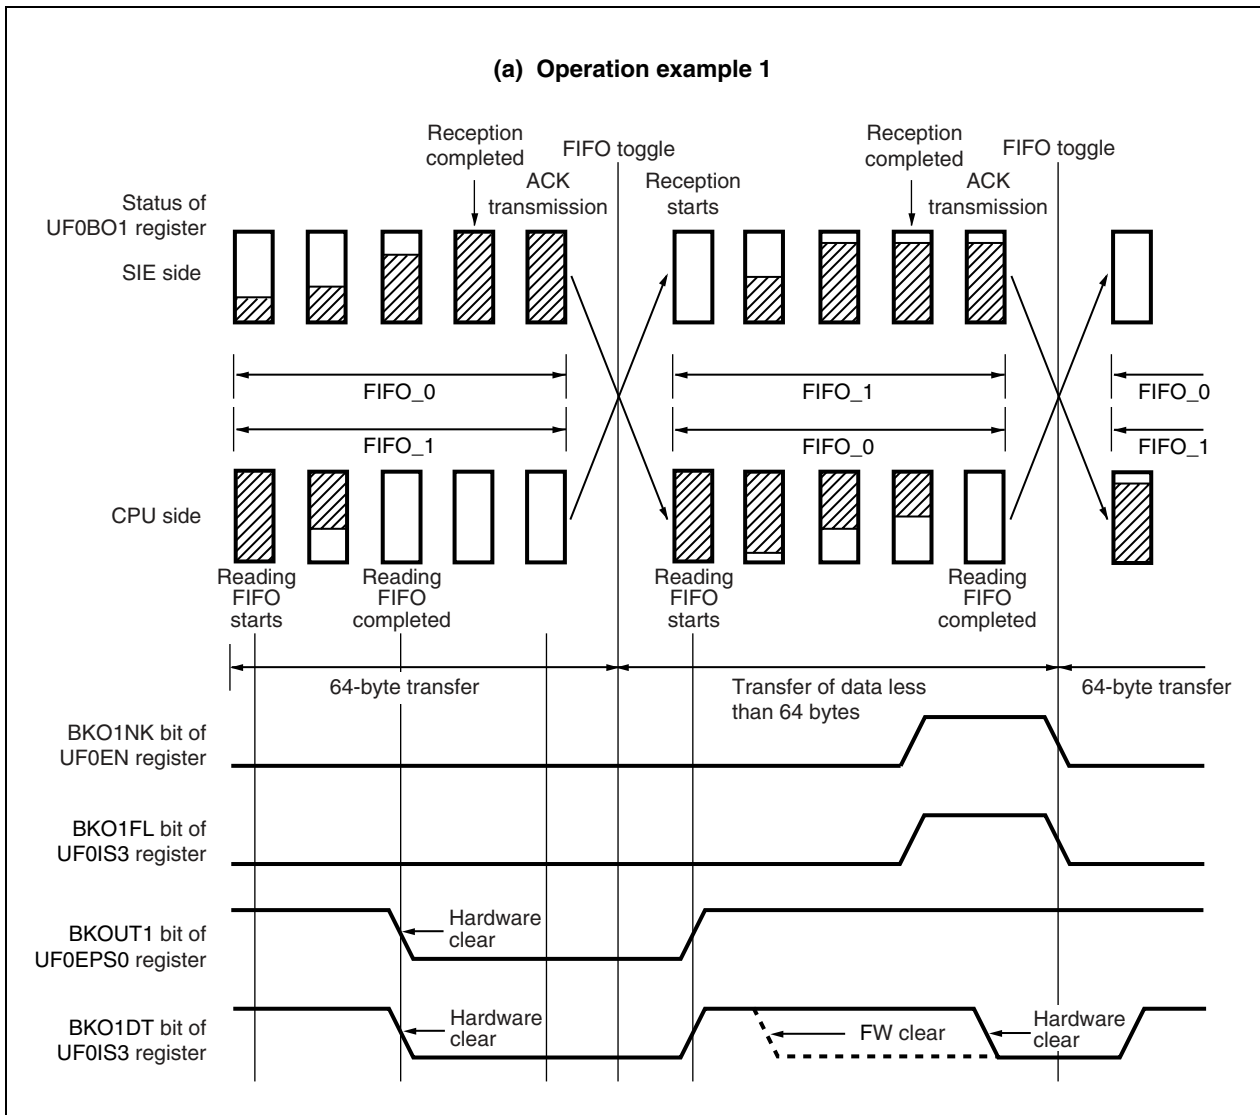 (a) Operation example 1
Reception
completed
FIFO toggle
Reception
completed
FIFO toggle
ACK
transmission
Reception
starts
ACK
transmission
Status of
UF0BO1 register
SIE side
FIFO_0
FIFO_1
FIFO_0
FIFO_1
FIFO_0
FIFO_1
CPU side
Reading
FIFO
starts
Reading
FIFO
completed
Reading
FIFO
starts
Reading
FIFO
completed
64-byte transfer
Transfer of data less
than 64 bytes
64-byte transfer
BKO1NK bit of
UF0EN register
BKO1FL bit of
UF0IS3 register
BKOUT1 bit of
UF0EPS0 register
Hardware
clear
BKO1DT bit of
UF0IS3 register
Hardware
clear
FW clear
Hardware
clear